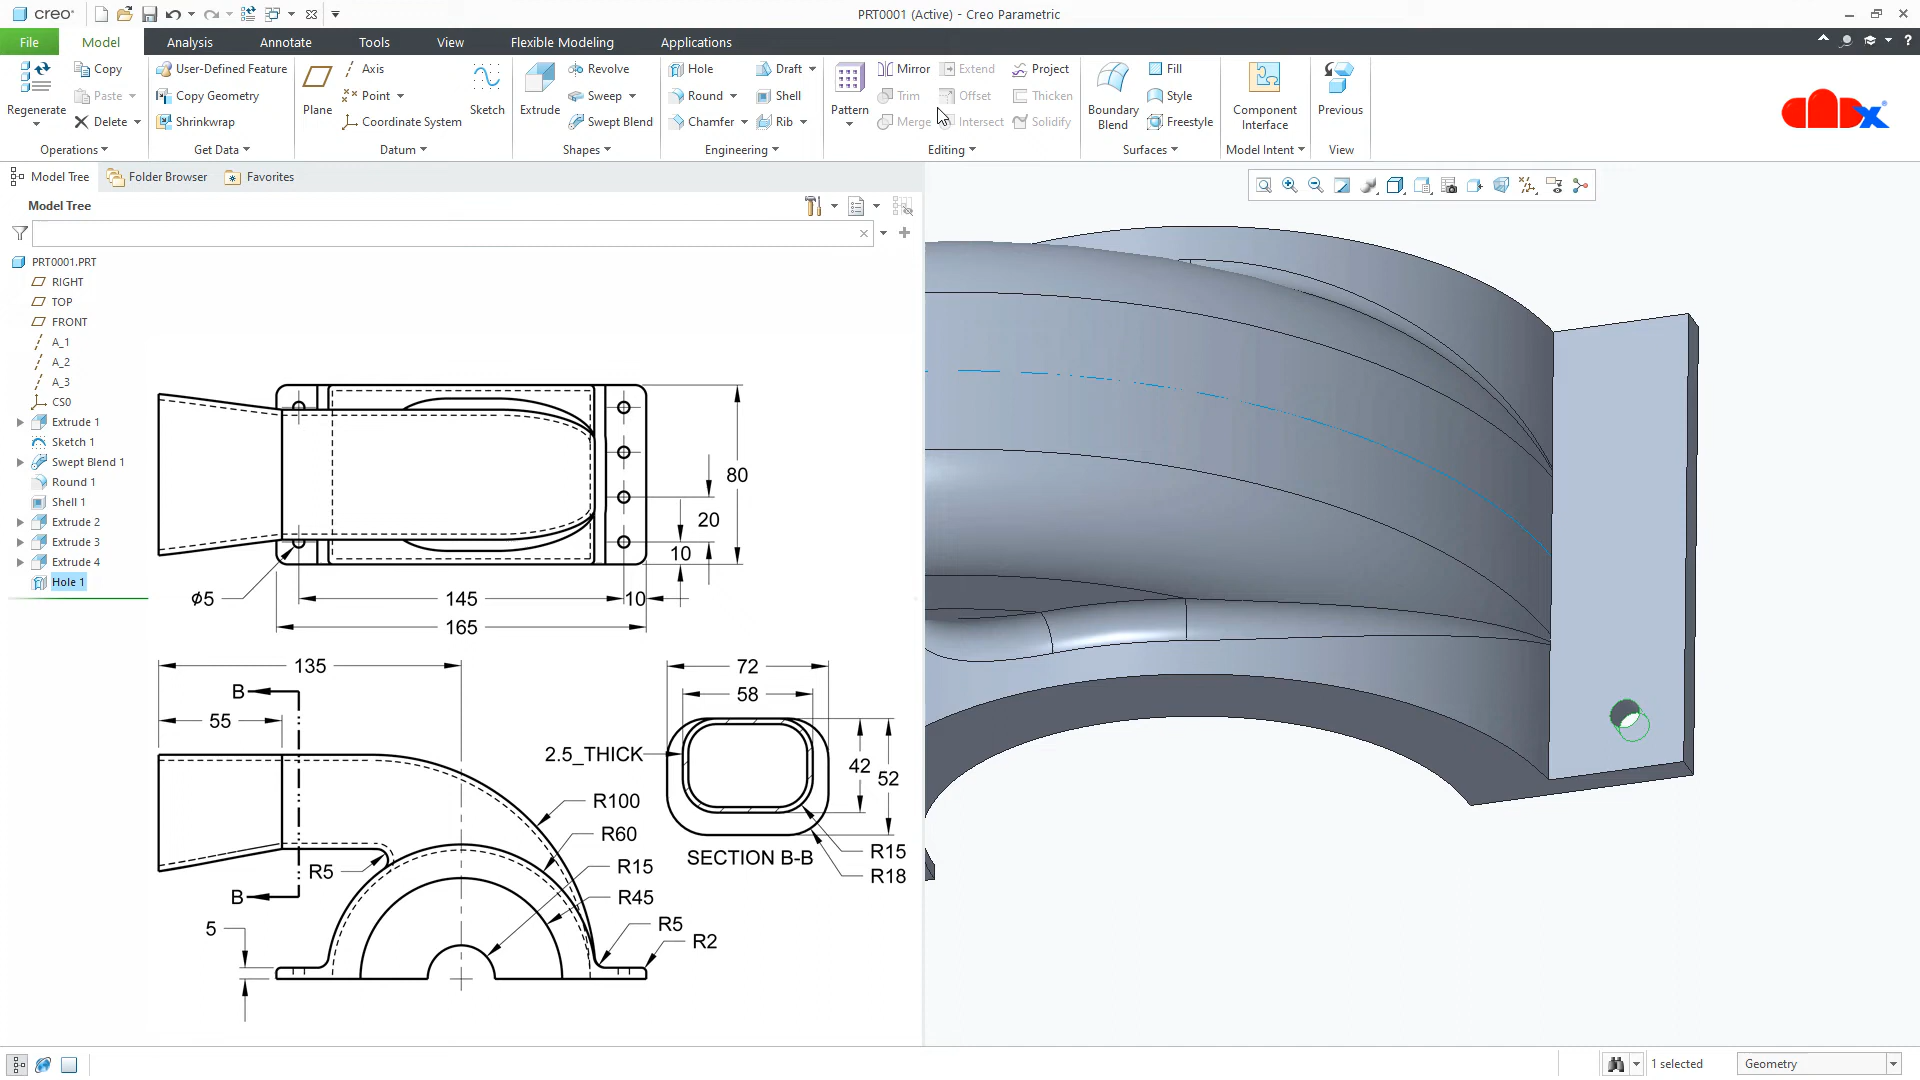 creo
PRT0001 (Active) - Creo Parametric
File
Model
Analysis
Annotate
Tools
View
Flexible Modeling
Applications
Regenerate
Copy
Paste
Delete
Operations
User-Defined Feature
Copy Geometry
Shrinkwrap
Get Data
Plane
Axis
Point
Coordinate System
Sketch
Datum
Extrude
Revolve
Sweep
Swept Blend
Shapes
Hole
Round
Chamfer
Draft
Shell
Rib
Engineering
Pattern
Mirror
Trim
Merge
Extend
Offset
Intersect
Project
Thicken
Solidify
Editing
Boundary
Blend
Fill
Style
Freestyle
Surfaces
Component
Interface
Model Intent
Previous
View
Model Tree
Folder Browser
Favorites
Model Tree
PRT0001.PRT
RIGHT
TOP
FRONT
A_1
A_2
A_3
CS0
Extrude 1
Sketch 1
Swept Blend 1
Round 1
Shell 1
Extrude 2
Extrude 3
Extrude 4
Hole 1
80
20
10
ϕ5
145
10
165
135
B
55
R100
R60
R15
R5
R45
B
R5
R2
5
72
58
2.5_THICK
42
52
SECTION B-B
R15
R18
1 selected
Geometry